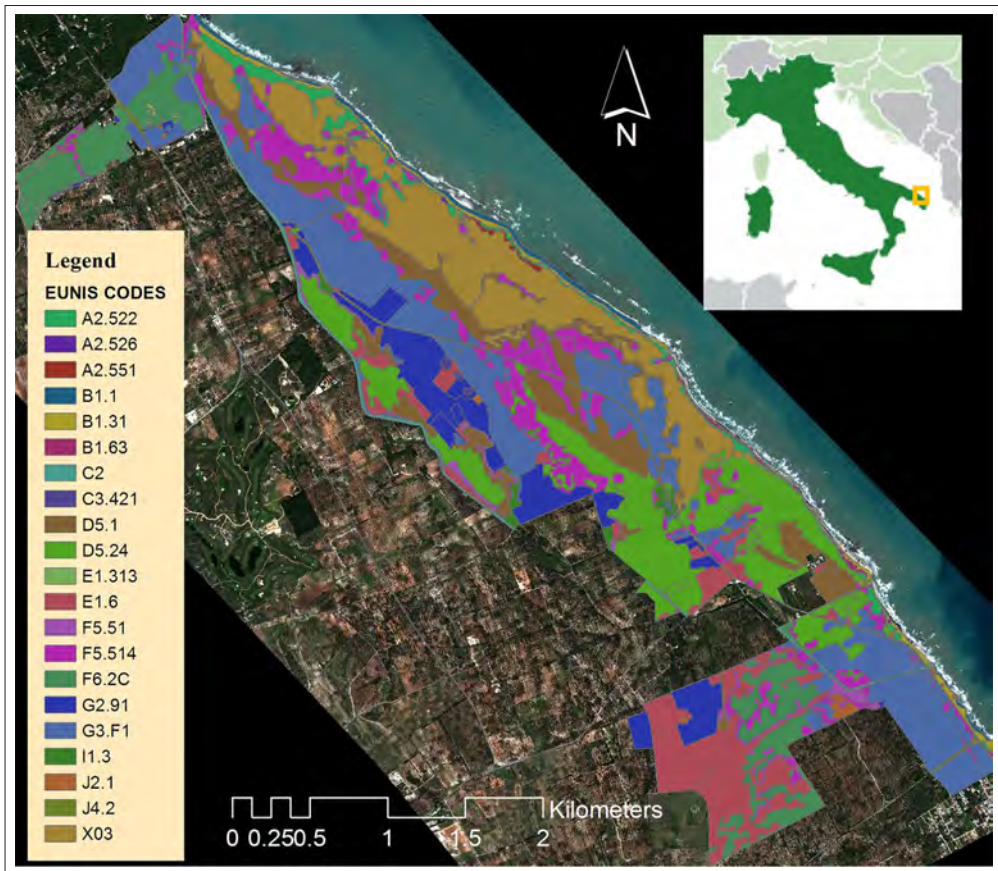 N
Legend
EUNIS CODES
A2.522
A2.526
A2.551
B1.1
B1.31
B1.63
C2
C3.421
D5.1
D5.24
E1.313
E1.6
F5.51
F5.514
F6.2C
G2.91
G3.F1
I1.3
J2.1
J4.2
X03
Kilometers
0 0.25 0.5 1 1.5 2